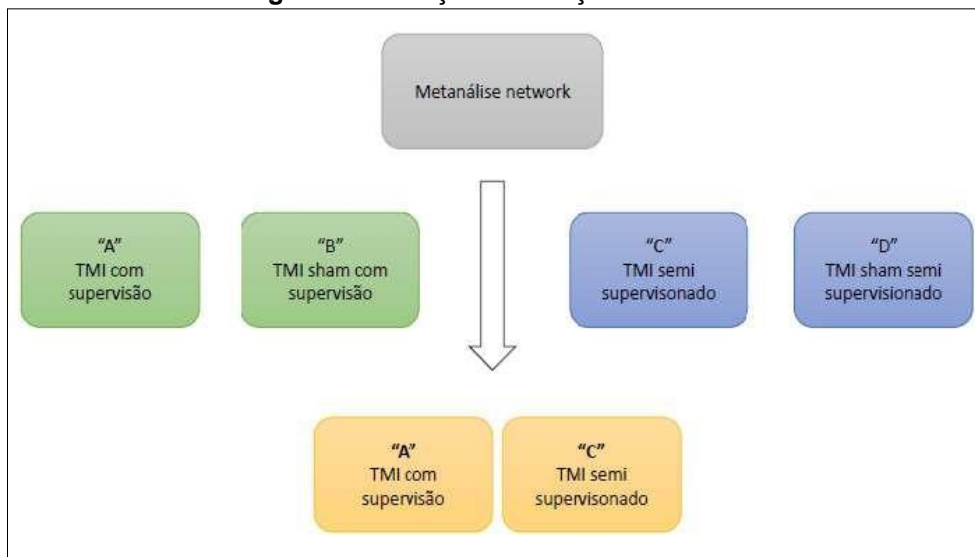 Metanálise network
“A”
TMI com
supervisão
“B”
TMI sham com
supervisão
“C”
TMI semi
supervisonado
“D”
TMI sham semi
supervisionado
“A”
TMI com
supervisão
“C”
TMI semi
supervisonado